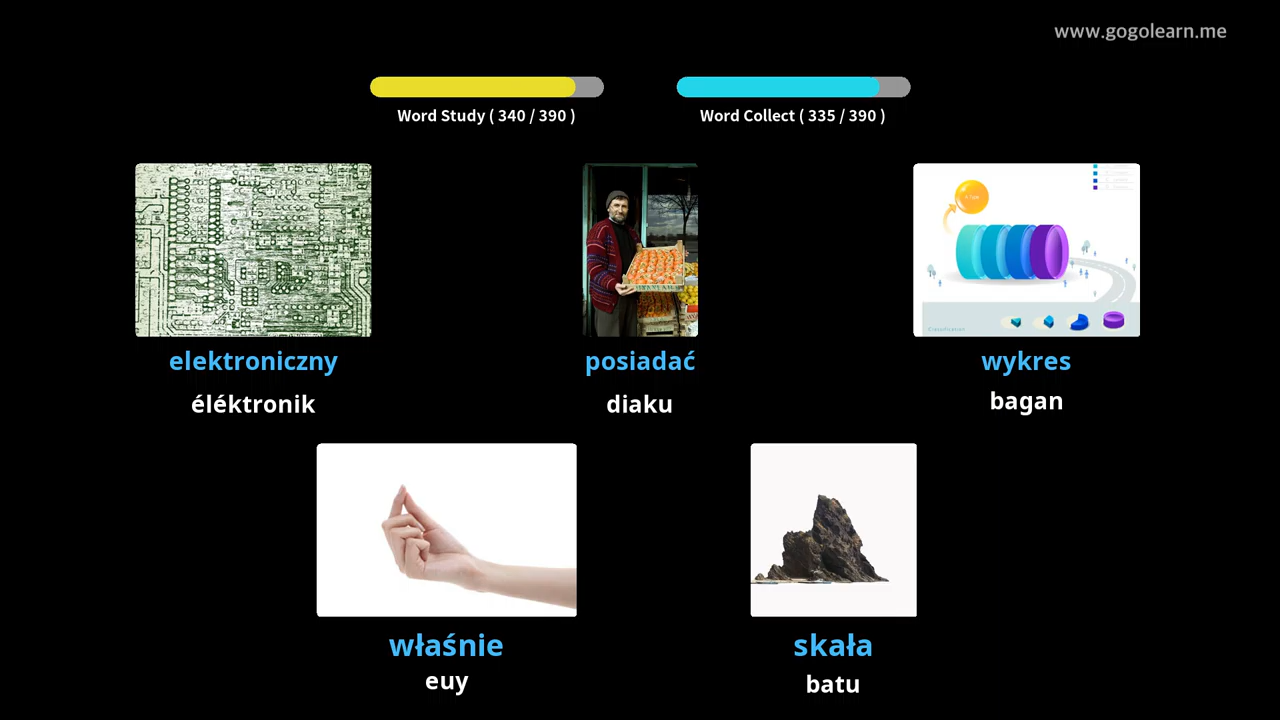 www.gogolearn.me
Word Study ( 340 / 390 )
Word Collect ( 335 / 390 )
elektroniczny
posiadać
wykres
éléktronik
diaku
bagan
właśnie
skała
euy
batu